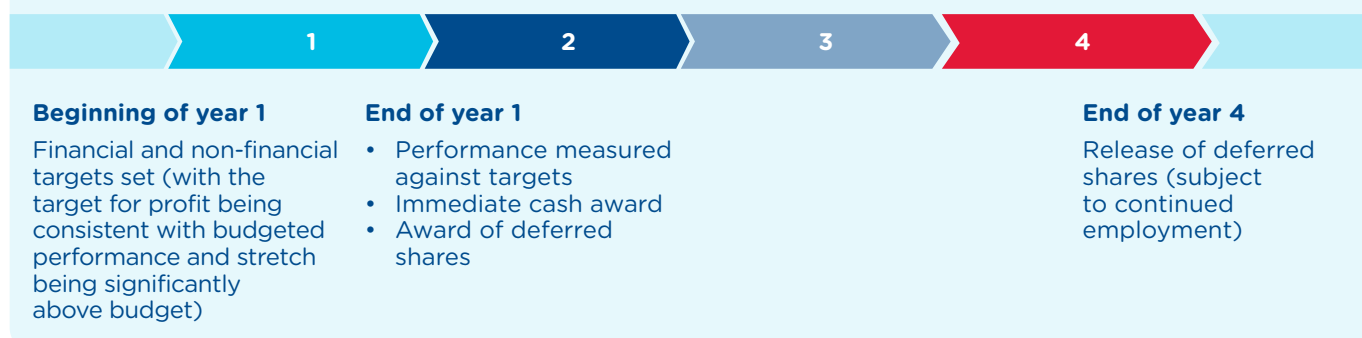 1
2
3
4
Beginning of year 1
Financial and non-financial
targets set (with the
target for profit being
consistent with budgeted
performance and stretch
being significantly
above budget)
End of year 1
• Performance measured
against targets
• Immediate cash award
• Award of deferred
shares
End of year 4
Release of deferred
shares (subject
to continued
employment)